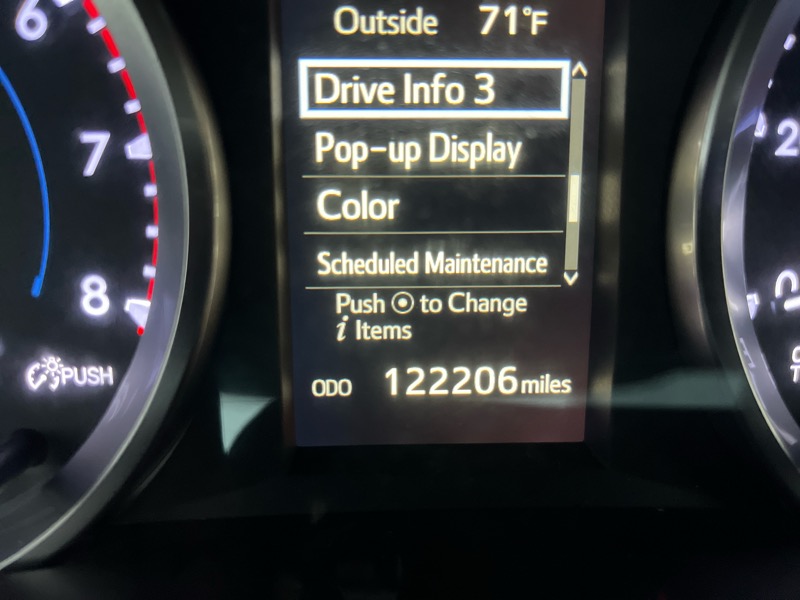 6
7
8
PUSH
Outside 71°F
Drive Info 3
Pop-up Display
Color
Scheduled Maintenance
Push ⊙ to Change
i Items
ODO 122206 miles